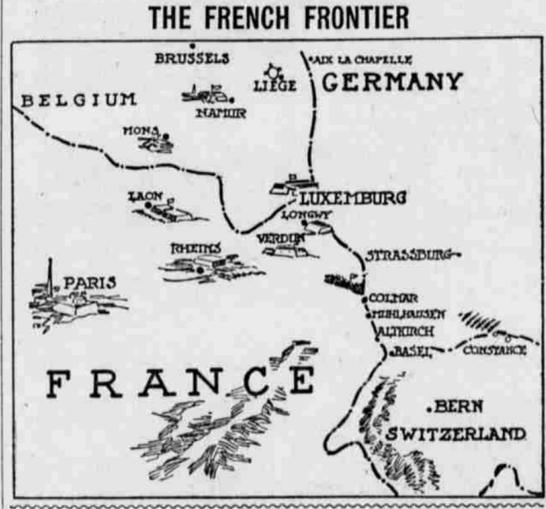 THE FRENCH FRONTIER
BRUSSELS
AIX LA CHAPELLE
LIEGE
GERMANY
BELGIUM
NAMUR
MONS
LAON
LUXEMBURG
LONGWY
VERDUN
RHEIMS
STRASSBURG
PARIS
COLMAR
MUHLHAUSEN
ALTKIRCH
BASEL
CONSTANCE
FRANCE
BERN
SWITZERLAND